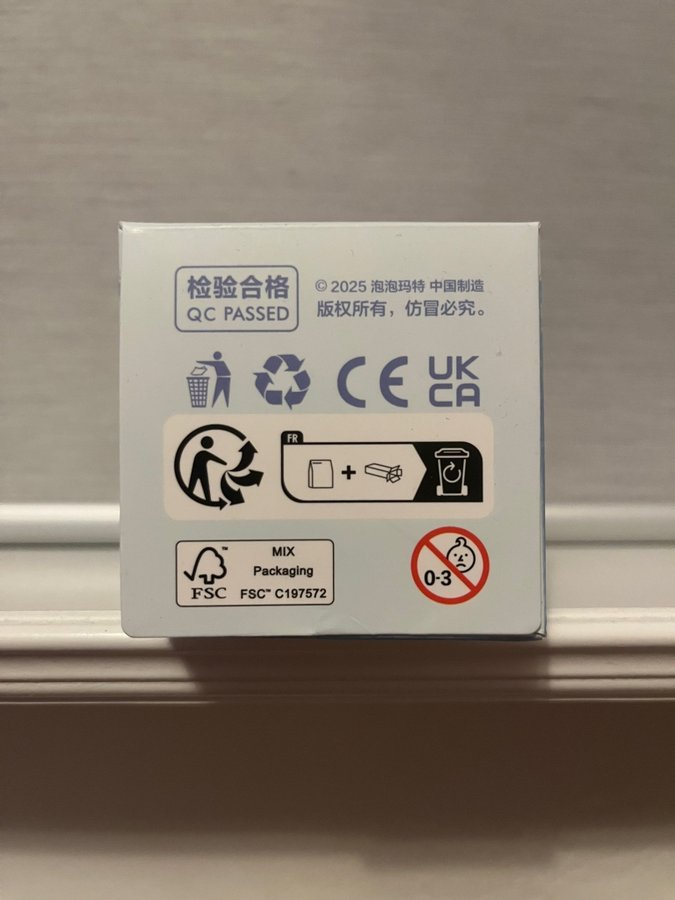 检验合格
QC PASSED
© 2025 泡泡玛特 中国制造
版权所有，仿冒必究。
CE
UK
CA
FR
+
MIX
Packaging
FSC™ C197572
FSC
™
0-3